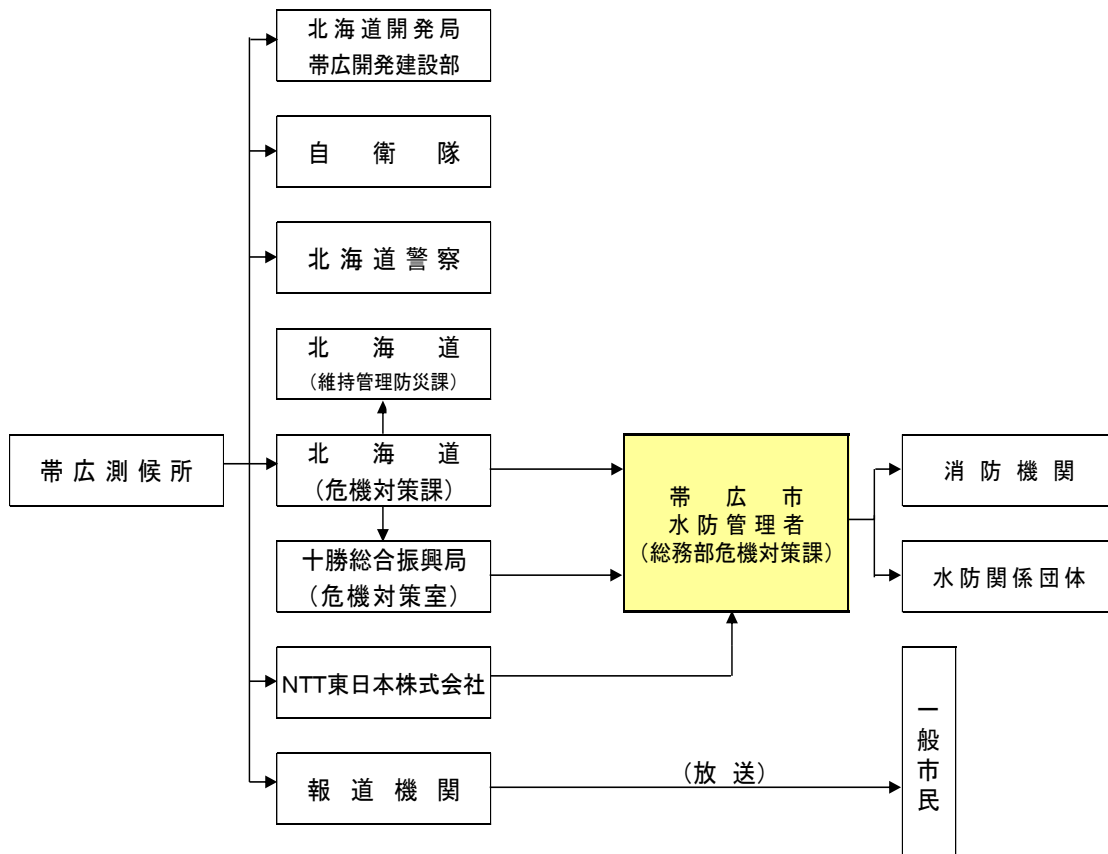 北海道開発局
帯広開発建設部
自衛隊
北海道警察
北海道
(維持管理防災課)
帯広測候所
北海道
(危機対策課)
十勝総合振興局
(危機対策室)
NTT東日本株式会社
報道機関
帯広市
水防管理者
(総務部危機対策課)
消防機関
水防関係団体
(放送)
一般市民